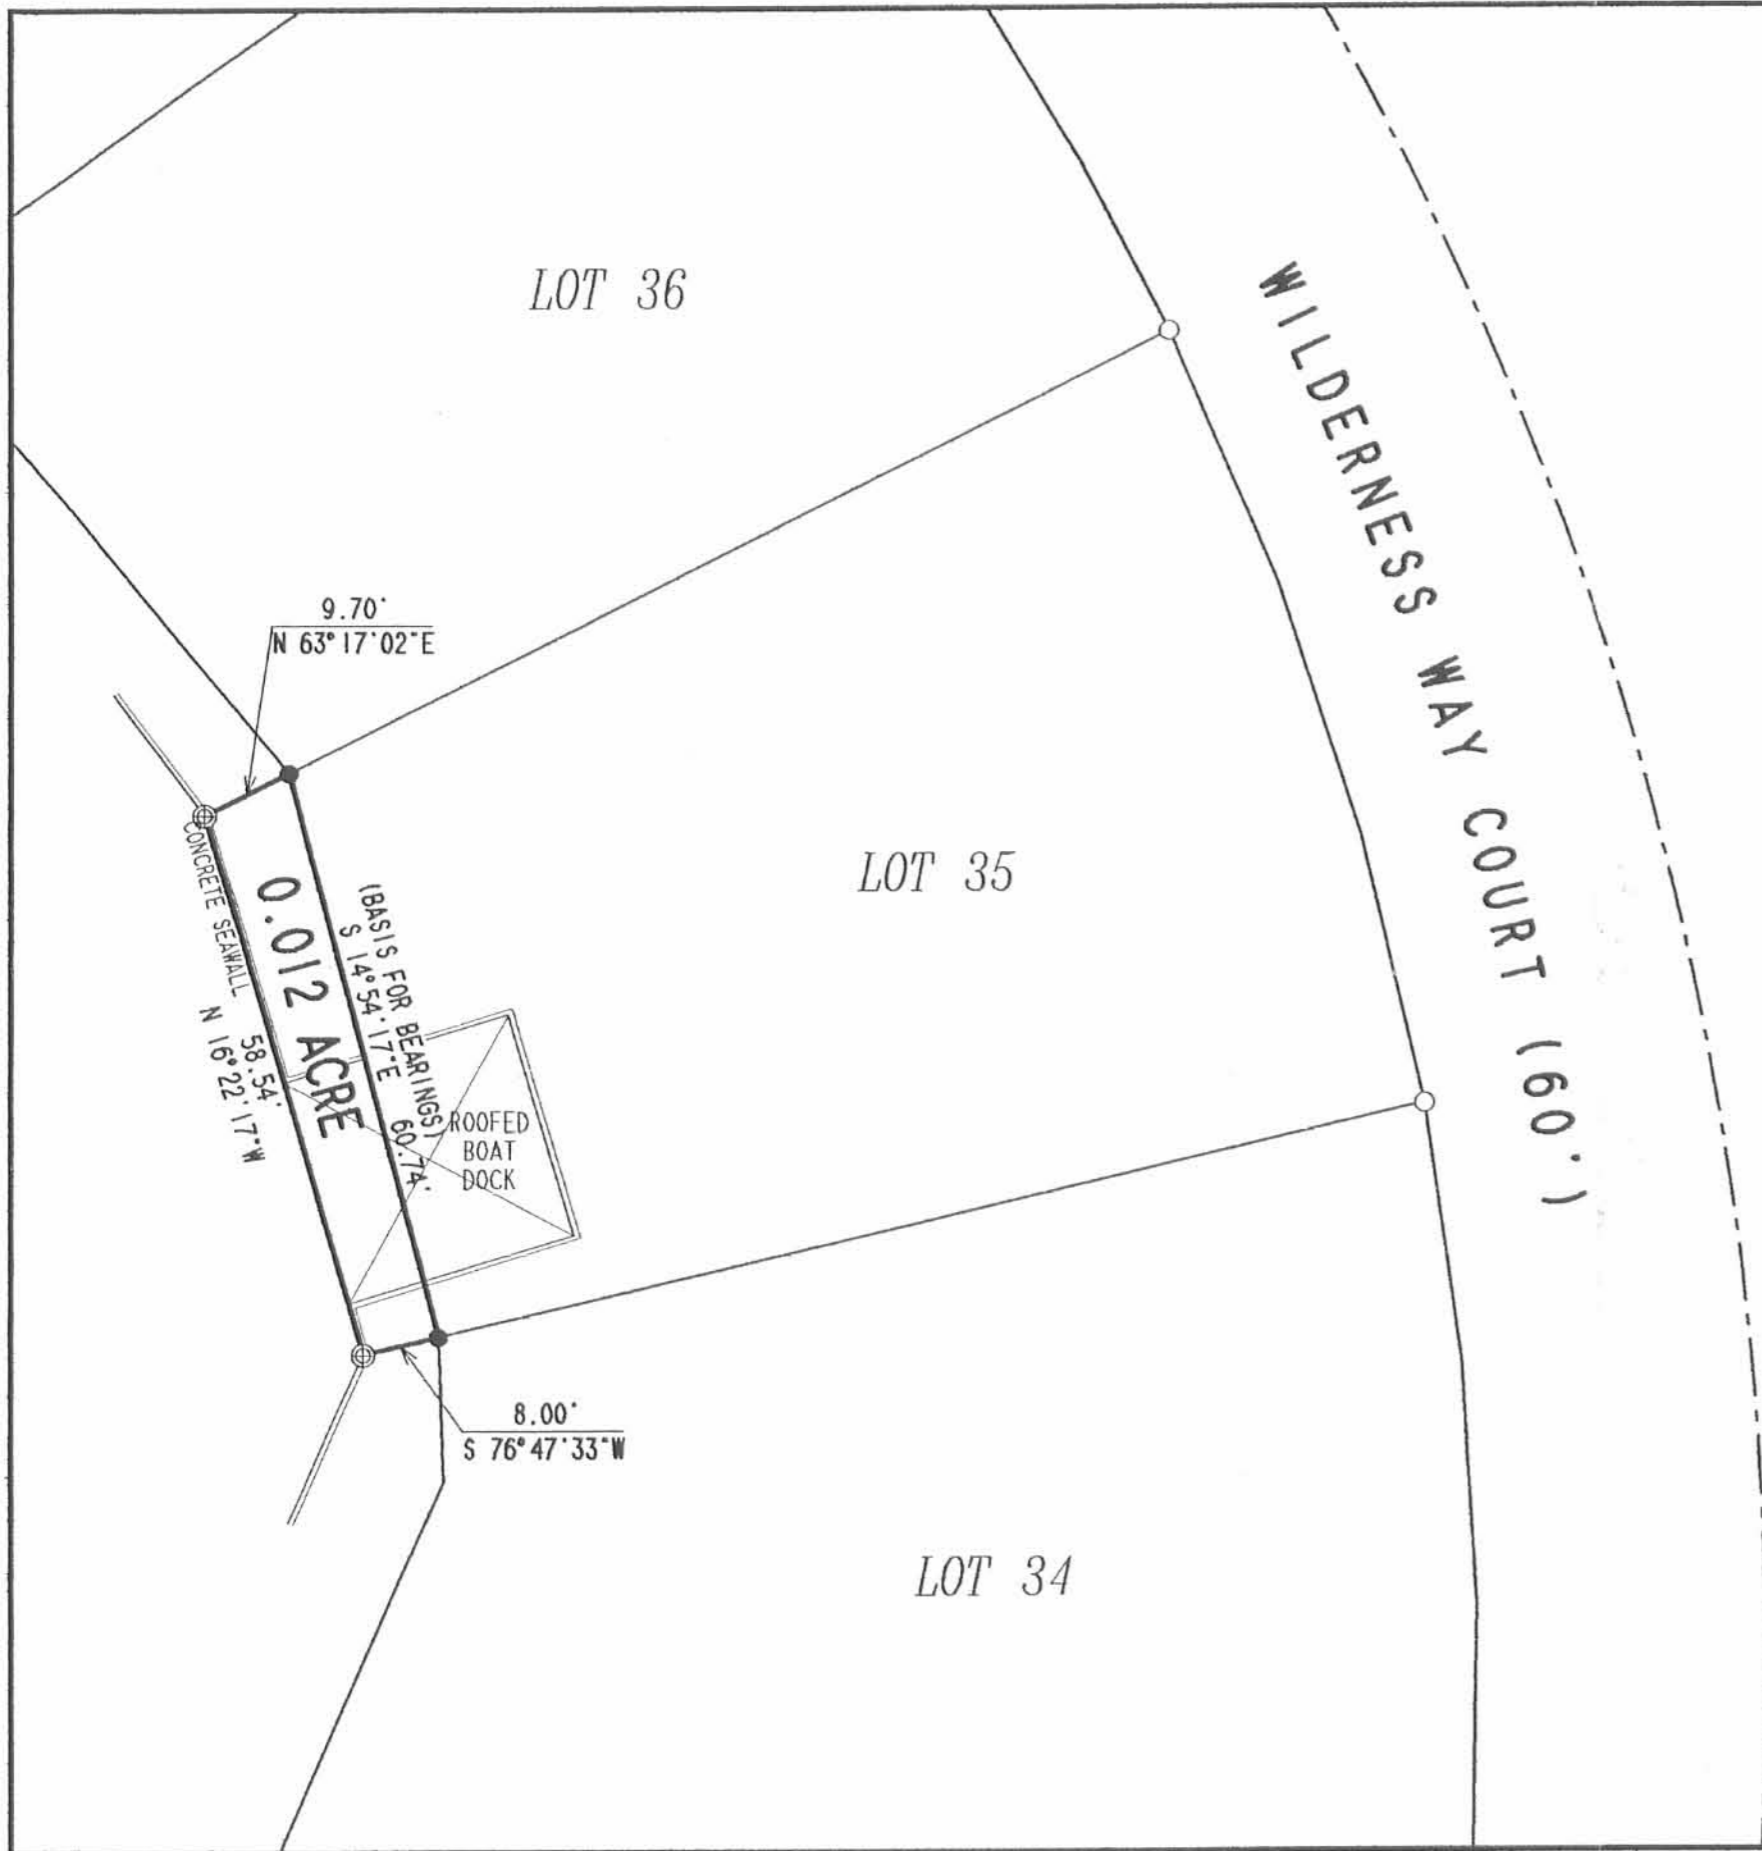 LOT 36
WILDERNESS WAY COURT (60')
9.70'
N 63°17'02"E
LOT 35
CONCRETE SEAWALL
0.012 ACRE
(BASIS FOR BEARINGS)
S 14°54'17"E 60.74'
58.54'
N 16°22'17"W
ROOFED
BOAT
DOCK
8.00'
S 76°47'33"W
LOT 34